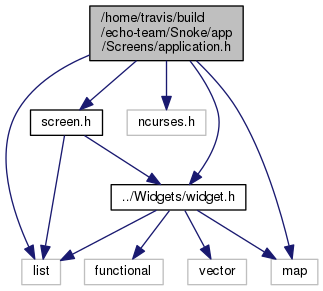 /home/travis/build
/echo-team/Snoke/app
/Screens/application.h
screen.h
ncurses.h
../Widgets/widget.h
list
functional
vector
map